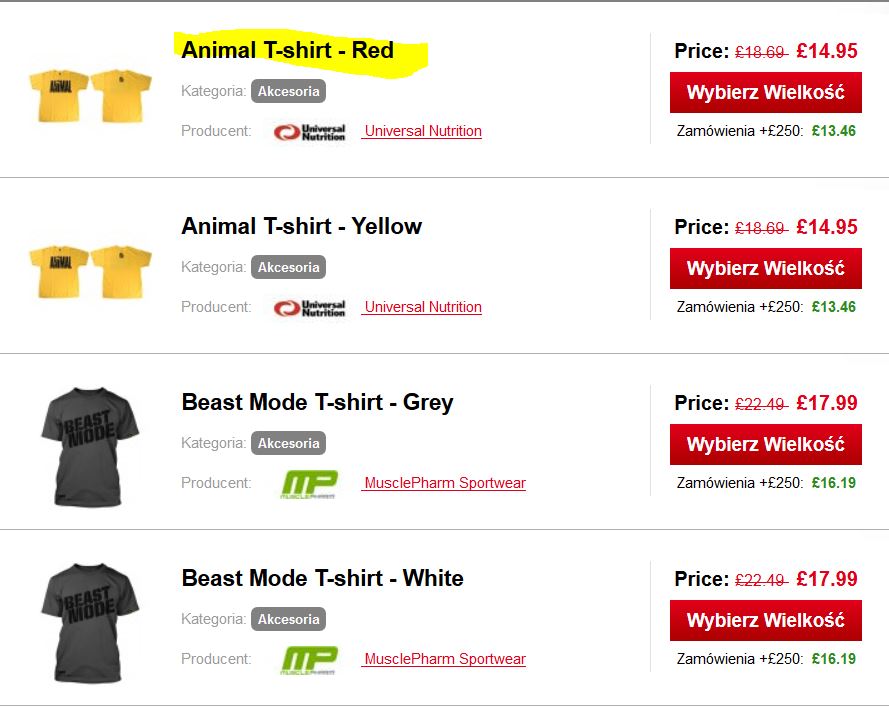 Animal T-shirt - Red
Price: £18.69 £14.95
ANIMAL
Kategoria: Akcesoria
Wybierz Wielkość
Producent: Universal Nutrition Universal Nutrition
Zamówienia +£250: £13.46
Animal T-shirt - Yellow
Price: £18.69 £14.95
ANIMAL
Kategoria: Akcesoria
Wybierz Wielkość
Producent: Universal Nutrition Universal Nutrition
Zamówienia +£250: £13.46
Beast Mode T-shirt - Grey
Price: £22.49 £17.99
BEAST
MODE
Kategoria: Akcesoria
Wybierz Wielkość
Producent: MP MUSCLEPHARM MusclePharm Sportwear
Zamówienia +£250: £16.19
Beast Mode T-shirt - White
Price: £22.49 £17.99
BEAST
MODE
Kategoria: Akcesoria
Wybierz Wielkość
Producent: MP MUSCLEPHARM MusclePharm Sportwear
Zamówienia +£250: £16.19